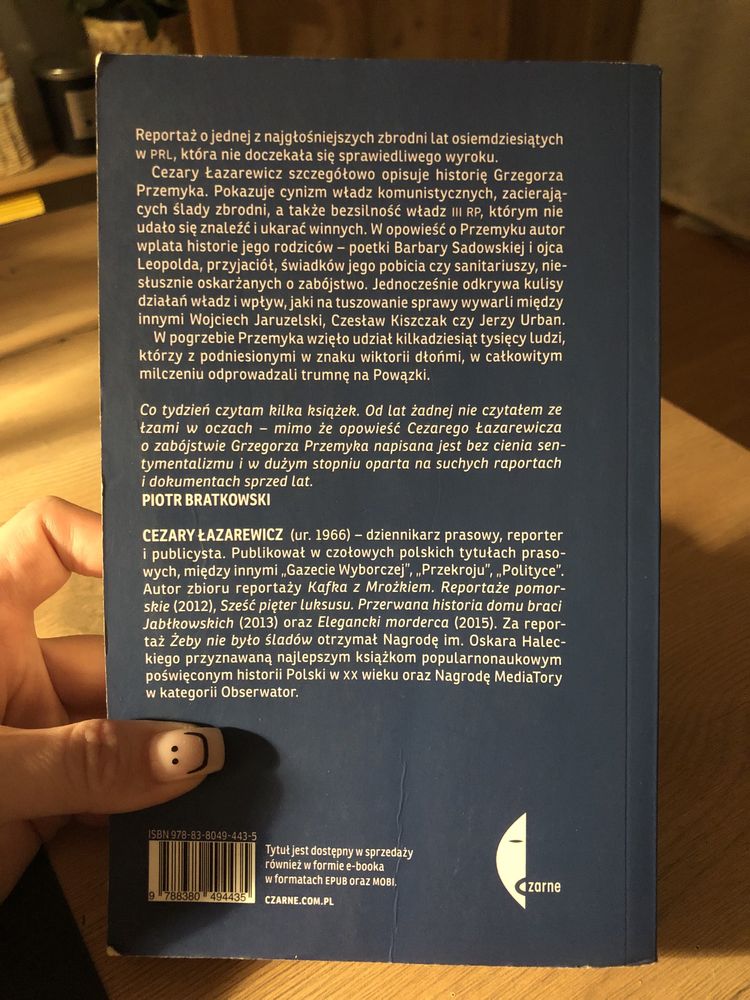 Reportaż o jednej z najgłośniejszych zbrodni lat osiemdziesiątych
w PRL, która nie doczekała się sprawiedliwego wyroku.
Cezary Łazarewicz szczegółowo opisuje historię Grzegorza
Przemyka. Pokazuje cynizm władz komunistycznych, zacierają-
cych ślady zbrodni, a także bezsilność władz III RP, którym nie
udało się znaleźć i ukarać winnych. W opowieść o Przemyku autor
wplata historie jego rodziców – poetki Barbary Sadowskiej i ojca
Leopolda, przyjaciół, świadków jego pobicia czy sanitariuszy, nie-
słusznie oskarżanych o zabójstwo. Jednocześnie odkrywa kulisy
działań władz i wpływ, jaki na tuszowanie sprawy wywarli między
innymi Wojciech Jaruzelski, Czesław Kiszczak czy Jerzy Urban.
W pogrzebie Przemyka wzięło udział kilkadziesiąt tysięcy ludzi,
którzy z podniesionymi w znaku wiktorii dłońmi, w całkowitym
milczeniu odprowadzali trumnę na Powązki.
Co tydzień czytam kilka książek. Od lat żadnej nie czytałem ze
łzami w oczach – mimo że opowieść Cezarego Łazarewicza
o zabójstwie Grzegorza Przemyka napisana jest bez cienia sen-
tymentalizmu i w dużym stopniu oparta na suchych raportach
i dokumentach sprzed lat.
PIOTR BRATKOWSKI
CEZARY ŁAZAREWICZ (ur. 1966) – dziennikarz prasowy, reporter
i publicysta. Publikował w czołowych polskich tytułach praso-
wych, między innymi „Gazecie Wyborczej”, „Przekroju”, „Polityce”.
Autor zbioru reportaży Kafka z Mrożkiem. Reportaże pomor-
skie (2012), Sześć pięter luksusu. Przerwana historia domu braci
Jabłkowskich (2013) oraz Elegancki morderca (2015). Za repor-
taż Żeby nie było śladów otrzymał Nagrodę im. Oskara Halec-
kiego przyznawaną najlepszym książkom popularnonaukowym
poświęconym historii Polski w XX wieku oraz Nagrodę MediaTory
w kategorii Obserwator.
ISBN 978-83-8049-443-5
9 788380 494435
Tytuł jest dostępny w sprzedaży
również w formie e-booka
w formatach EPUB oraz MOBI.
CZARNE.COM.PL
czarne